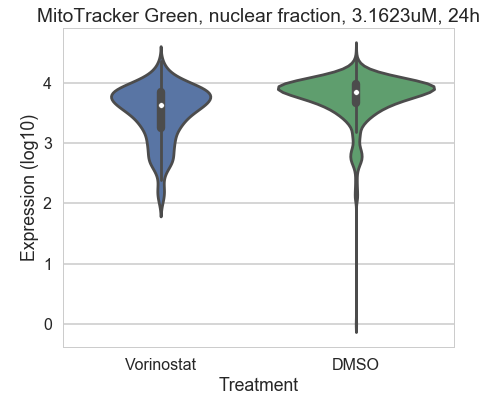 MitoTracker Green, nuclear fraction, 3.1623uM, 24h
Expression (log10)
4
3
2
1
0
Vorinostat DMSO
Treatment